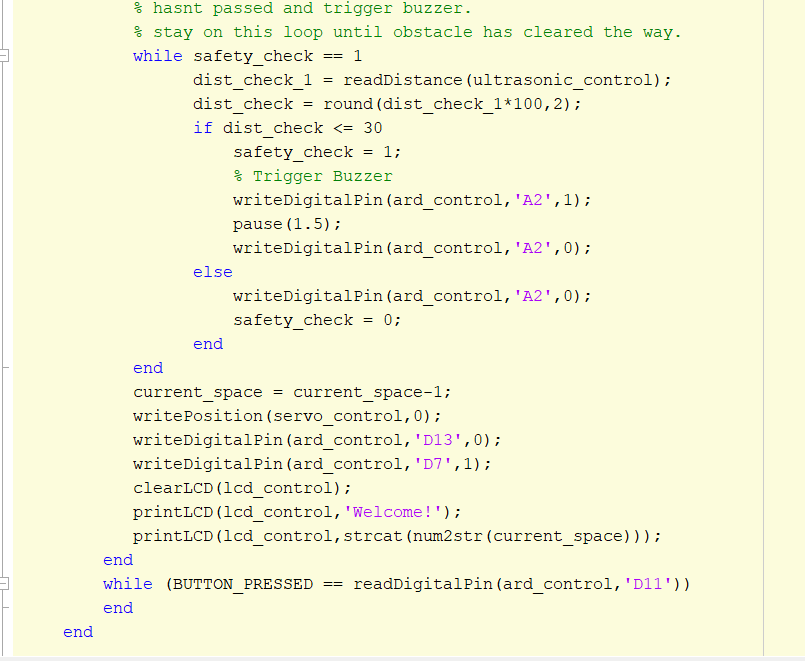 % hasnt passed and trigger buzzer.
% stay on this loop until obstacle has cleared the way.
while safety_check == 1
dist_check_1 = readDistance(ultrasonic_control);
dist_check = round(dist_check_1*100,2);
if dist_check <= 30
safety_check = 1;
% Trigger Buzzer
writeDigitalPin(ard_control,'A2',1);
pause(1.5);
writeDigitalPin(ard_control,'A2',0);
else
writeDigitalPin(ard_control,'A2',0);
safety_check = 0;
end
end
current_space = current_space-1;
writePosition(servo_control,0);
writeDigitalPin(ard_control,'D13',0);
writeDigitalPin(ard_control,'D7',1);
clearLCD(lcd_control);
printLCD(lcd_control,'Welcome!');
printLCD(lcd_control,strcat(num2str(current_space)));
end
while (BUTTON_PRESSED == readDigitalPin(ard_control,'D11'))
end
end